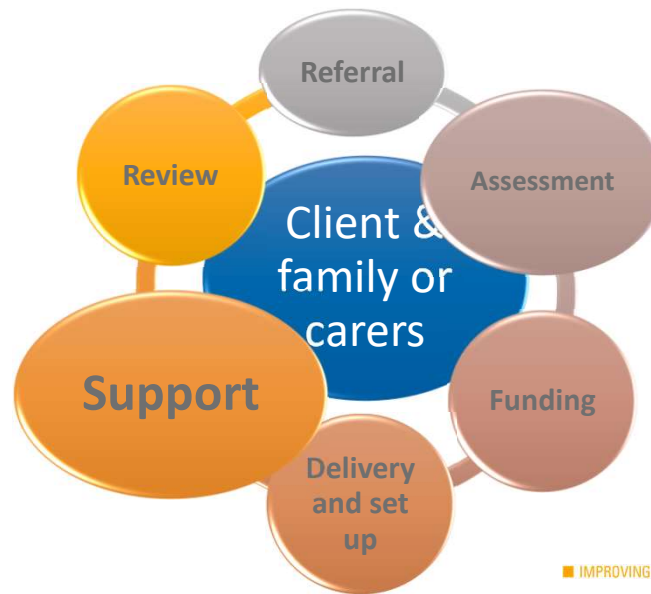 Referral
Assessment
Funding
Delivery
and set
up
Support
Review
Client &
family or
carers
IMPROVING